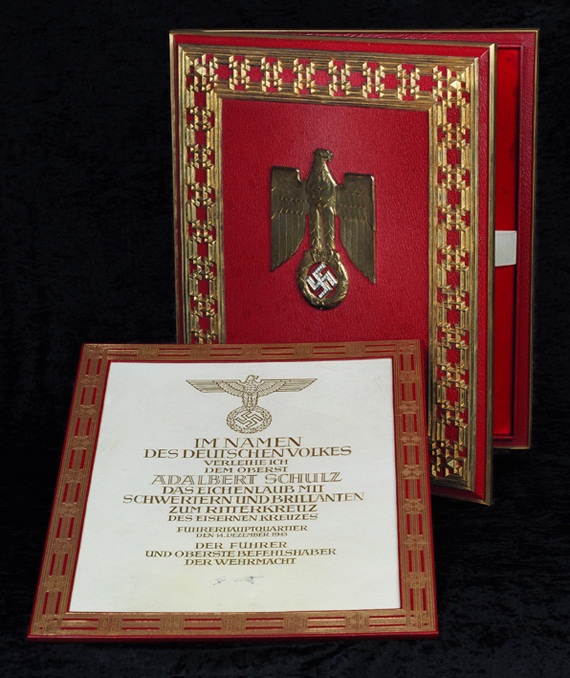 IM NAMEN
DES DEUTSCHEN VOLKES
VERLEIHE ICH
DEM OBERST
ADALBERT SCHULZ
DAS EICHENLAUB MIT
SCHWERTERN UND BRILLANTEN
ZUM RITTERKREUZ
DES EISERNEN KREUZES
FÜHRERHAUPTQUARTIER
DEN 14. DEZEMBER 1943
DER FÜHRER
UND OBERSTE BEFEHLSHABER
DER WEHRMACHT